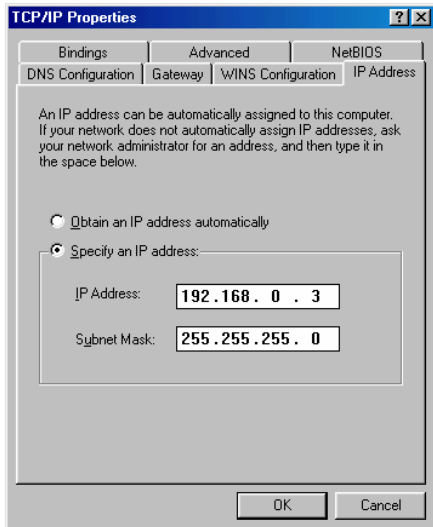 TCP/IP Properties
Bindings Advanced NetBIOS
DNS Configuration Gateway WINS Configuration IP Address
An IP address can be automatically assigned to this computer.
If your network does not automatically assign IP addresses, ask
your network administrator for an address, and then type it in
the space below.
Obtain an IP address automatically
Specify an IP address:
IP Address: 192.168. 0 . 3
Subnet Mask: 255.255.255. 0
OK Cancel